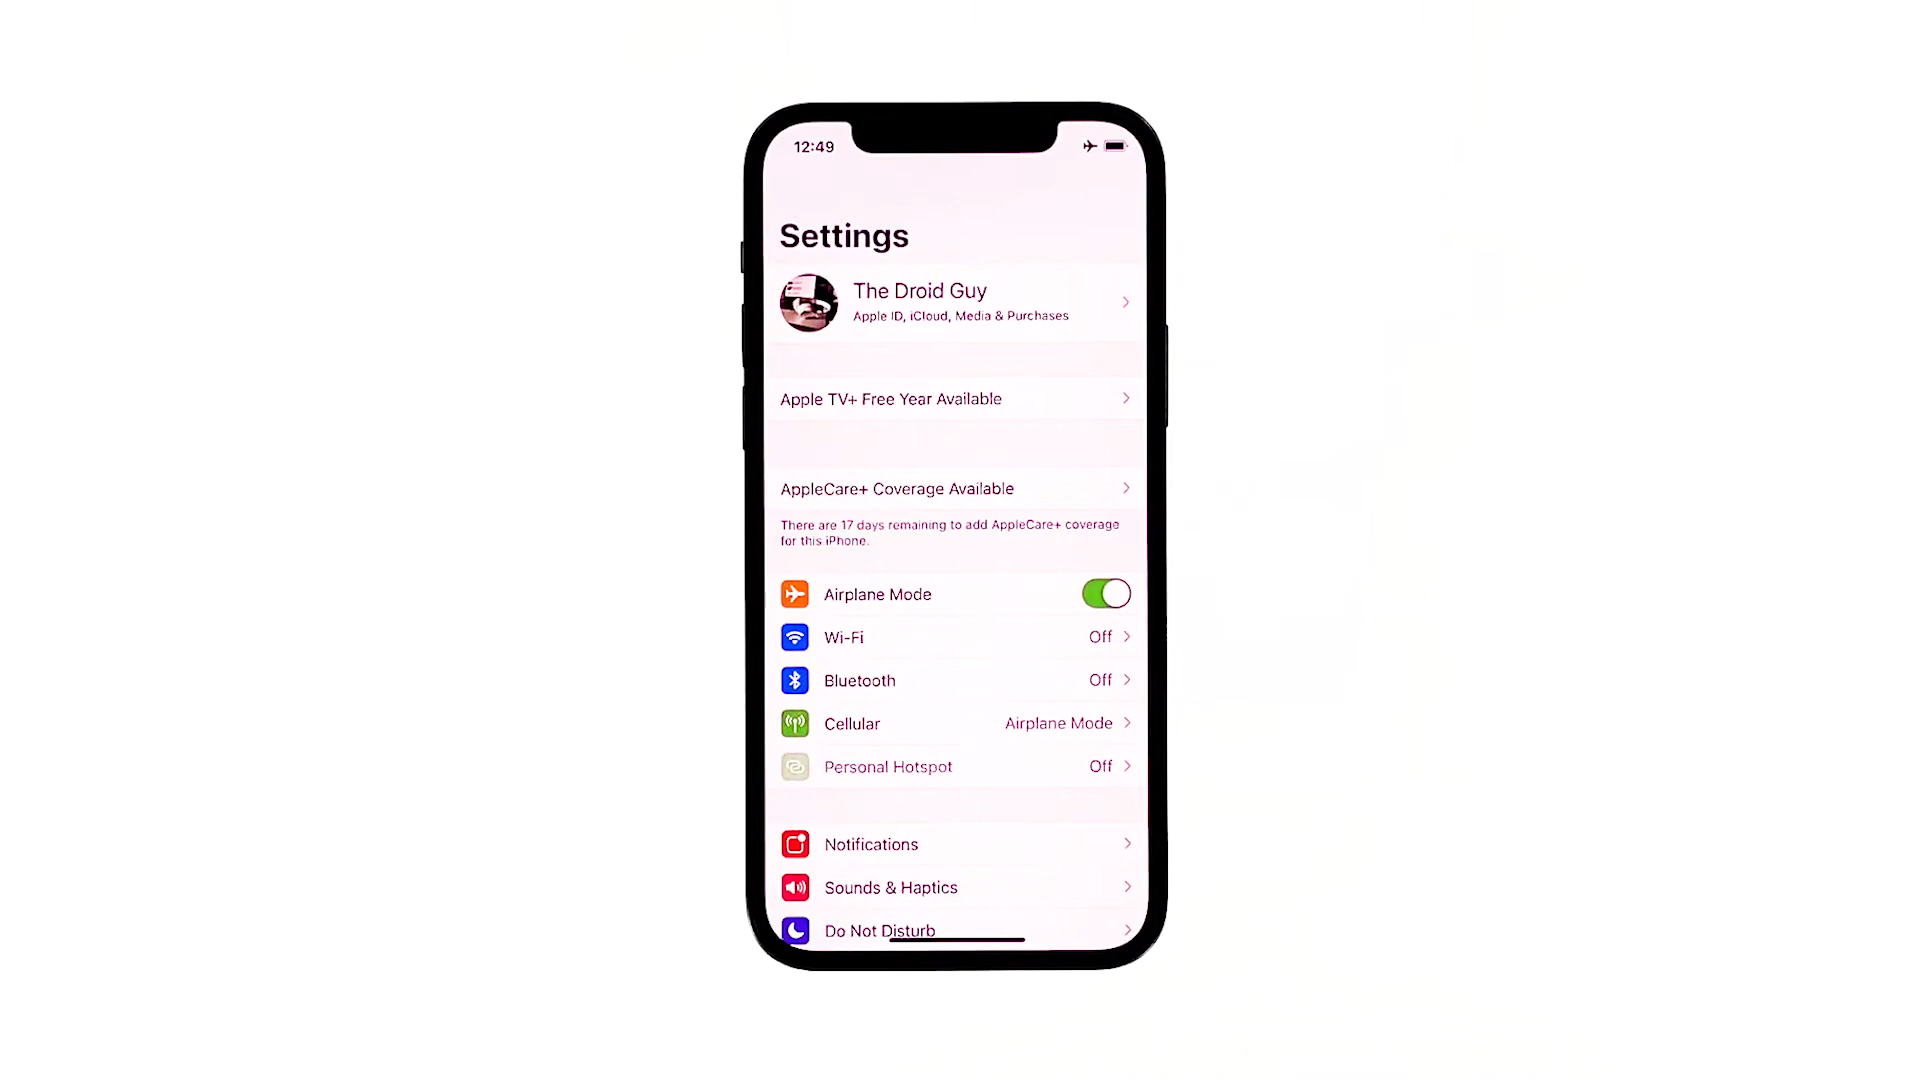 12:49
Settings
The Droid Guy
Apple ID, iCloud, Media & Purchases
Apple TV+ Free Year Available
AppleCare+ Coverage Available
There are 17 days remaining to add AppleCare+ coverage
for this iPhone.
Airplane Mode
Wi-Fi Off
Bluetooth Off
Cellular Airplane Mode
Personal Hotspot Off
Notifications
Sounds & Haptics
Do Not Disturb